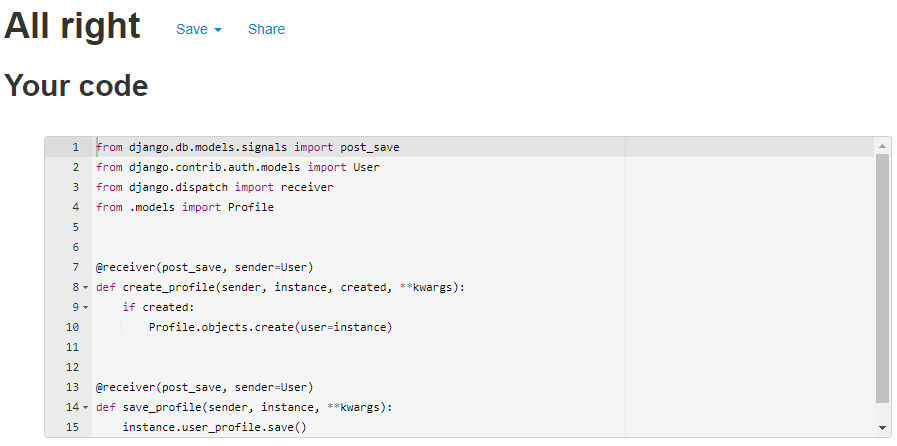 All right Save Share
Your code
1 from django.db.models.signals import post_save
2 from django.contrib.auth.models import User
3 from django.dispatch import receiver
4 from .models import Profile
5
6
7 @receiver(post_save, sender=User)
8 def create_profile(sender, instance, created, **kwargs):
9     if created:
10         Profile.objects.create(user=instance)
11
12
13 @receiver(post_save, sender=User)
14 def save_profile(sender, instance, **kwargs):
15     instance.user_profile.save()